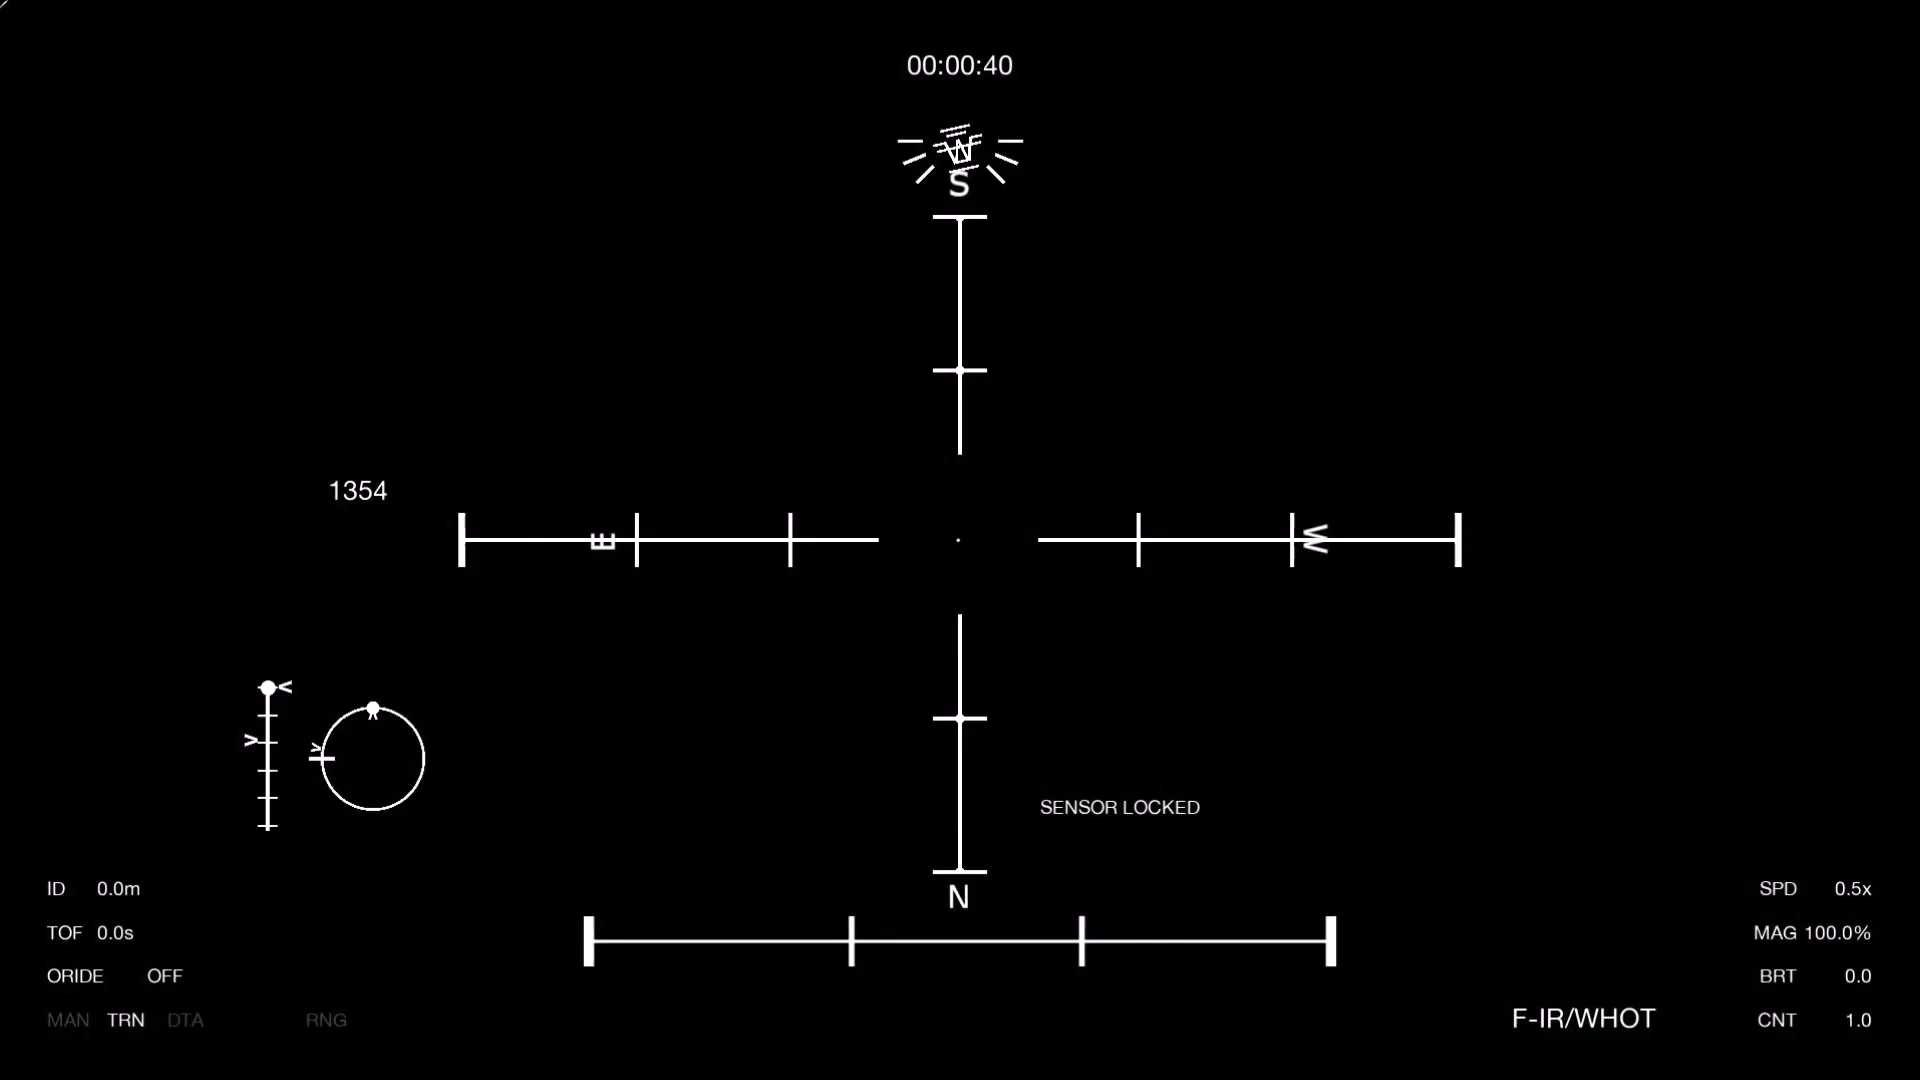 00:00:40
W
S
1354
E
W
SENSOR LOCKED
N
ID 0.0m
TOF 0.0s
ORIDE OFF
MAN TRN DTA RNG
F-IR/WHOT
SPD 0.5x
MAG 100.0%
BRT 0.0
CNT 1.0